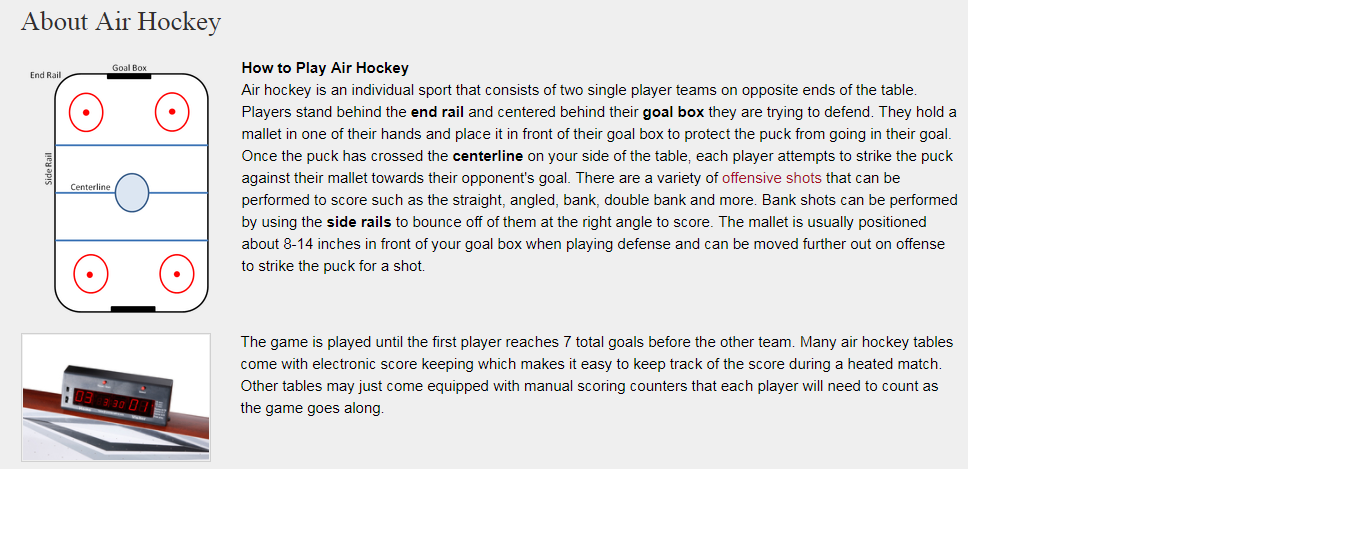 About Air Hockey
Goal Box
End Rail
Side Rail
Centerline
How to Play Air Hockey
Air hockey is an individual sport that consists of two single player teams on opposite ends of the table.
Players stand behind the end rail and centered behind their goal box they are trying to defend. They hold a
mallet in one of their hands and place it in front of their goal box to protect the puck from going in their goal.
Once the puck has crossed the centerline on your side of the table, each player attempts to strike the puck
against their mallet towards their opponent's goal. There are a variety of offensive shots that can be
performed to score such as the straight, angled, bank, double bank and more. Bank shots can be performed
by using the side rails to bounce off of them at the right angle to score. The mallet is usually positioned
about 8-14 inches in front of your goal box when playing defense and can be moved further out on offense
to strike the puck for a shot.
03 3:30 01
The game is played until the first player reaches 7 total goals before the other team. Many air hockey tables
come with electronic score keeping which makes it easy to keep track of the score during a heated match.
Other tables may just come equipped with manual scoring counters that each player will need to count as
the game goes along.